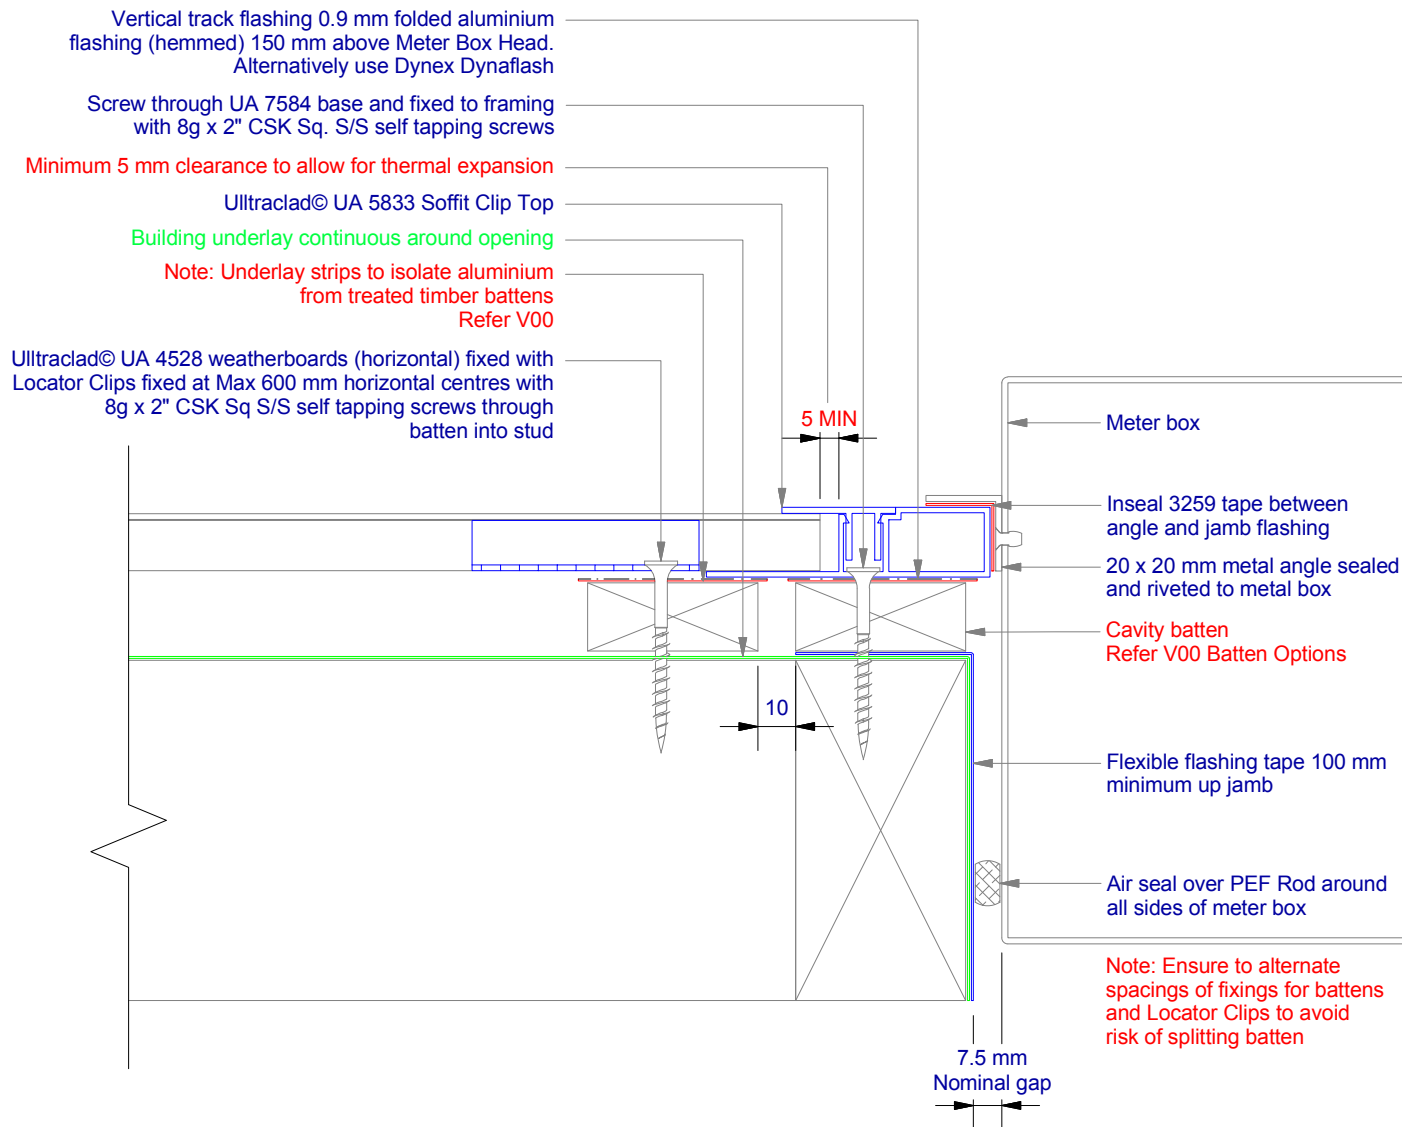 Vertical track flashing 0.9 mm folded aluminium
flashing (hemmed) 150 mm above Meter Box Head.
Alternatively use Dynex Dynaflash
Screw through UA 7584 base and fixed to framing
with 8g x 2" CSK Sq. S/S self tapping screws
Minimum 5 mm clearance to allow for thermal expansion
Ulltraclad© UA 5833 Soffit Clip Top
Building underlay continuous around opening
Note: Underlay strips to isolate aluminium
from treated timber battens
Refer V00
Ulltraclad© UA 4528 weatherboards (horizontal) fixed with
Locator Clips fixed at Max 600 mm horizontal centres with
8g x 2" CSK Sq S/S self tapping screws through
batten into stud
5 MIN
Meter box
Inseal 3259 tape between
angle and jamb flashing
20 x 20 mm metal angle sealed
and riveted to metal box
Cavity batten
Refer V00 Batten Options
10
Flexible flashing tape 100 mm
minimum up jamb
Air seal over PEF Rod around
all sides of meter box
Note: Ensure to alternate
spacings of fixings for battens
and Locator Clips to avoid
risk of splitting batten
7.5 mm
Nominal gap